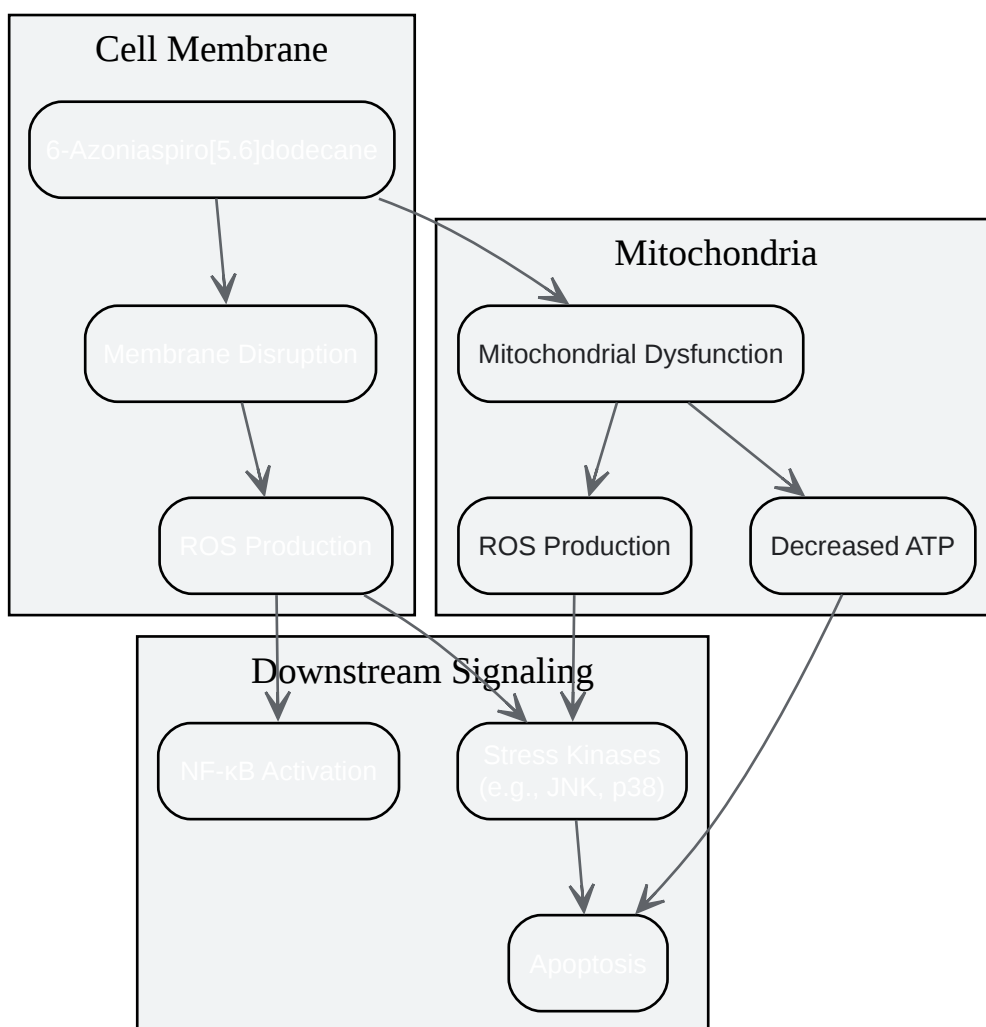 Cell Membrane
6-Azoniaspiro[5.6]dodecane
Mitochondria
Membrane Disruption
Mitochondrial Dysfunction
ROS Production
ROS Production
Decreased ATP
Downstream Signaling
NF-κB Activation
Stress Kinases
(e.g., JNK, p38)
Apoptosis